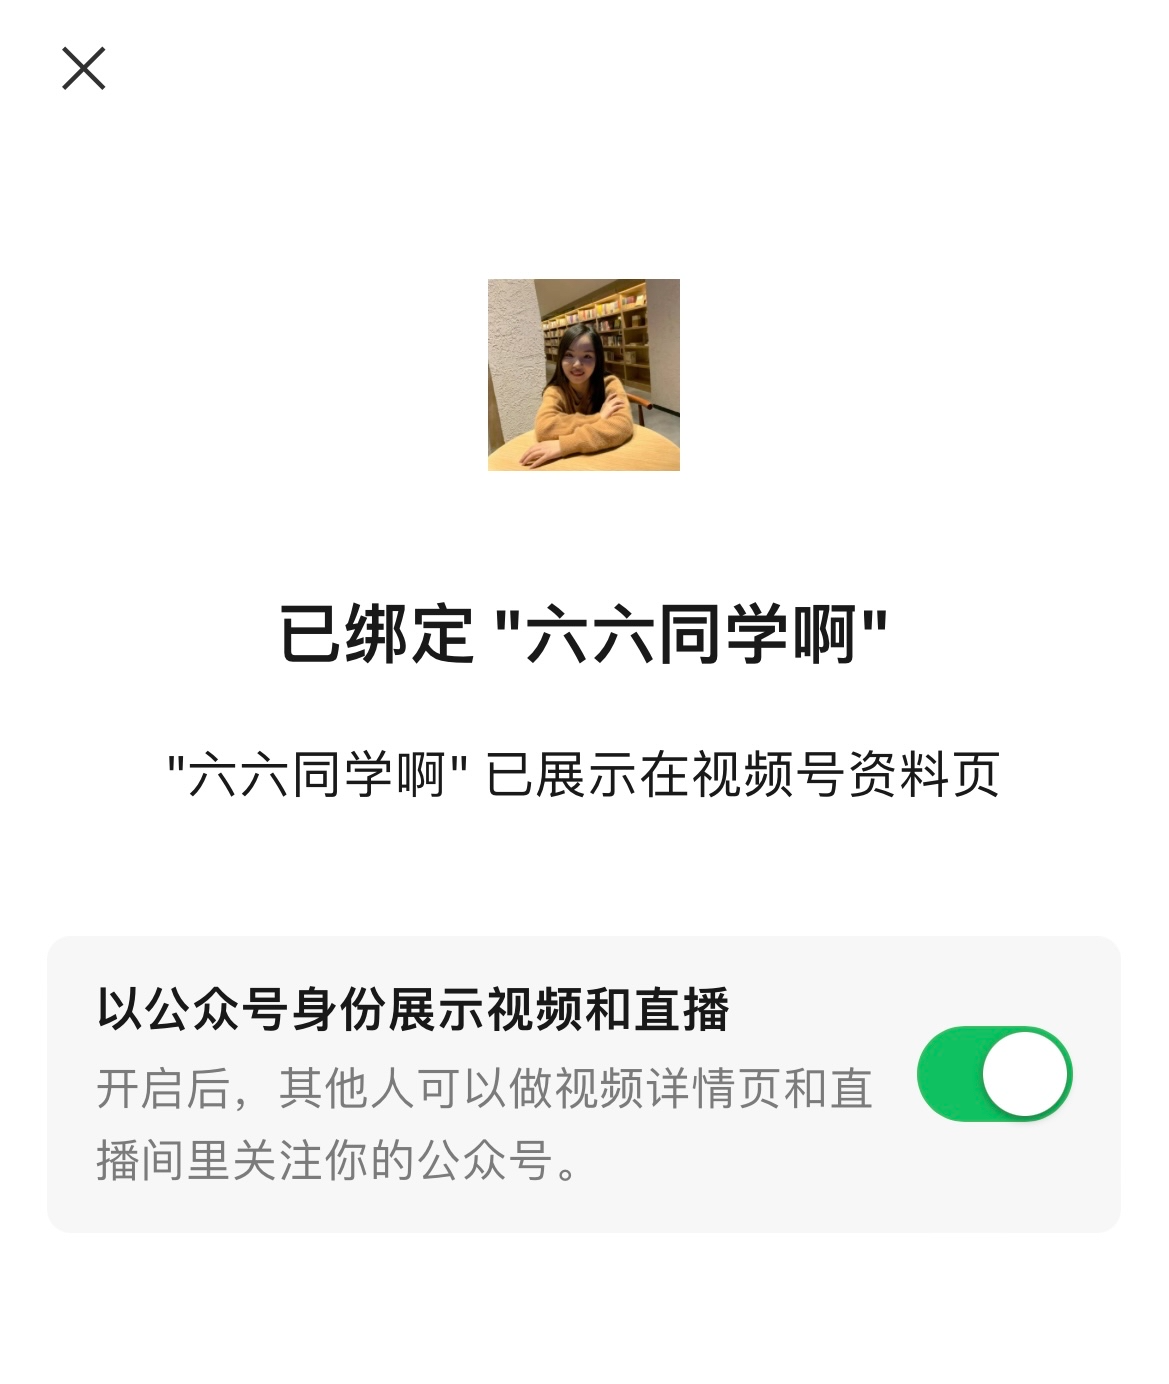 已绑定 "六六同学啊"
"六六同学啊" 已展示在视频号资料页
以公众号身份展示视频和直播
开启后，其他人可以做视频详情页和直
播间里关注你的公众号。